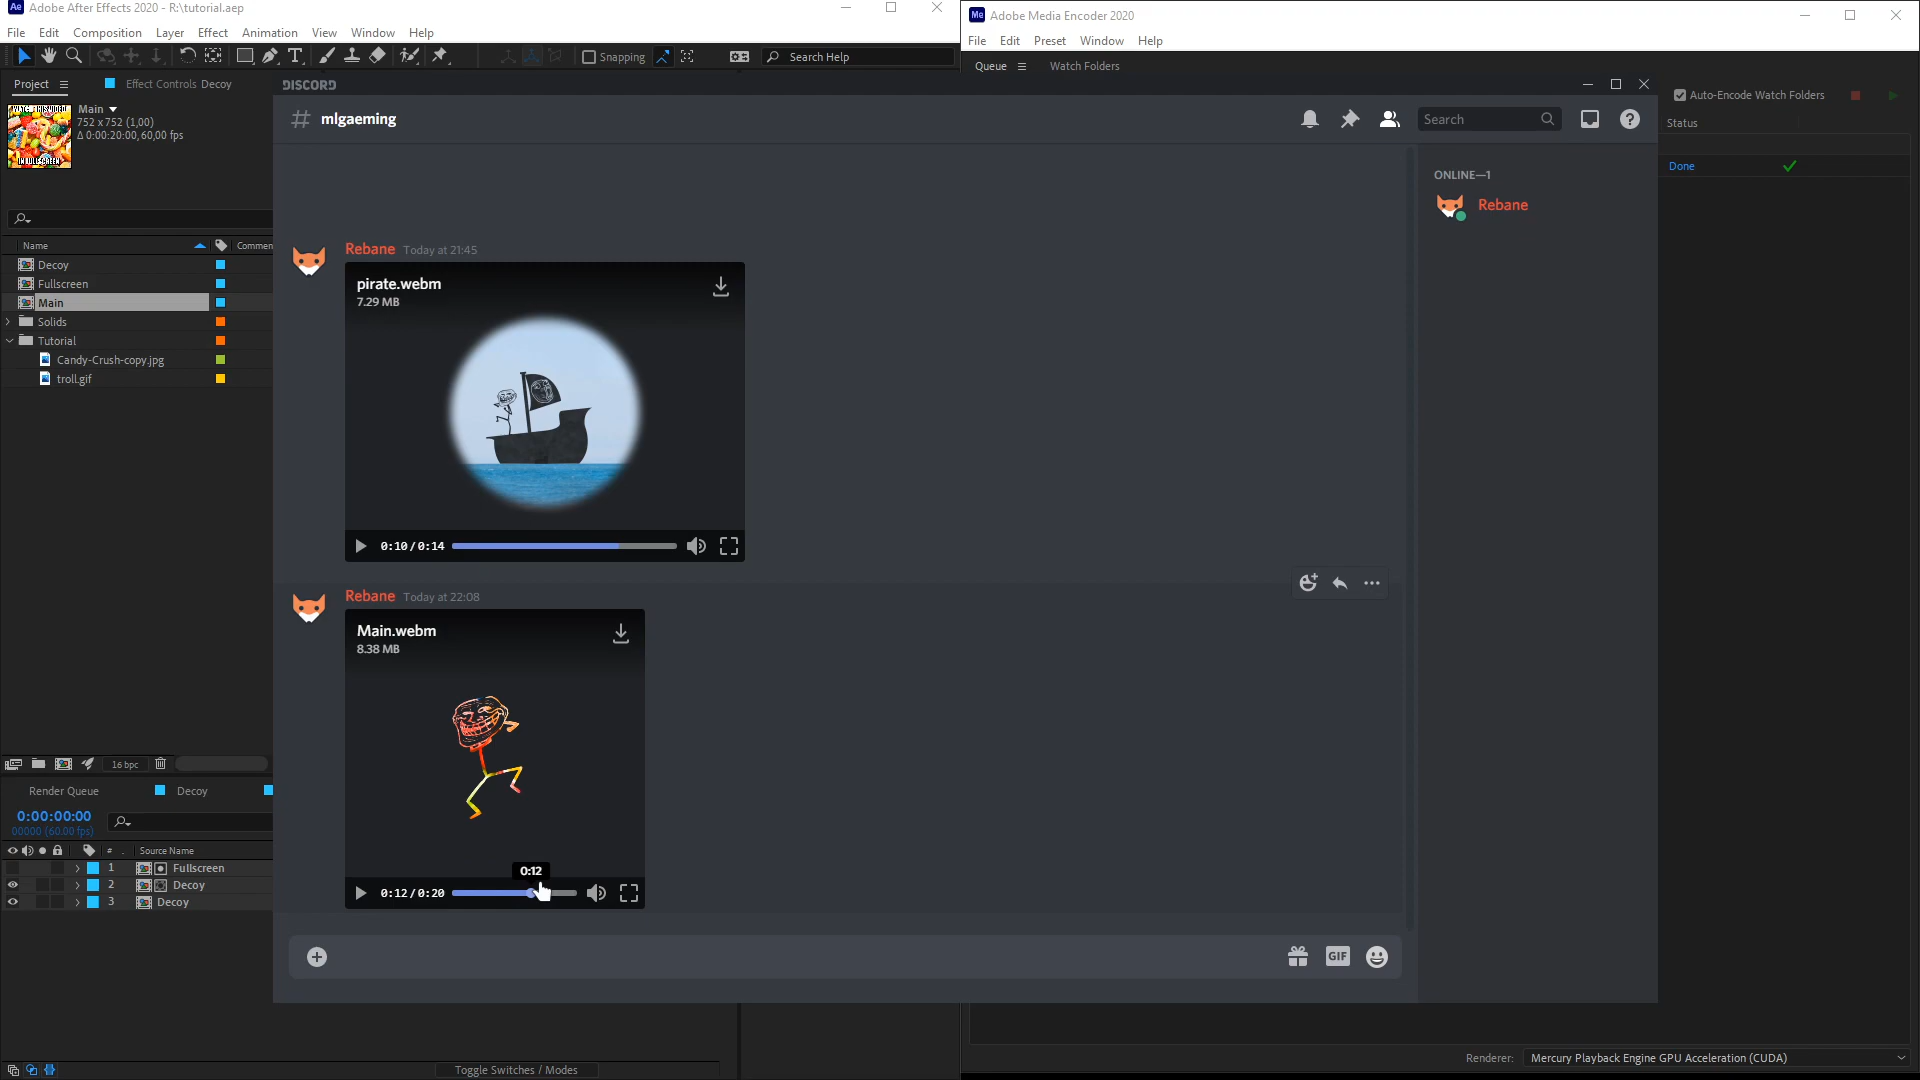 Ae Adobe After Effects 2020 - R:\tutorial.aep
File Edit Composition Layer Effect Animation View Window Help
Snapping
Search Help
Project
Effect Controls Decoy
Main
752 x 752 (1,00)
Δ 0:00:20:00, 60,00 fps
IN FULLSCREEN
Name
Commen
Decoy
Fullscreen
Main
Solids
Tutorial
Candy-Crush-copy.jpg
troll.gif
16 bpc
Render Queue
Decoy
0:00:00:00
00000 (60.00 fps)
# . Source Name
1 Fullscreen
2 Decoy
3 Decoy
Toggle Switches / Modes
Me Adobe Media Encoder 2020
File Edit Preset Window Help
Queue
Watch Folders
Auto-Encode Watch Folders
Status
Done
Renderer: Mercury Playback Engine GPU Acceleration (CUDA)
DISCORD
# mlgaeming
Search
ONLINE—1
Rebane
Rebane Today at 21:45
pirate.webm
7.29 MB
0:10/0:14
Rebane Today at 22:08
Main.webm
8.38 MB
0:12
0:12/0:20
GIF